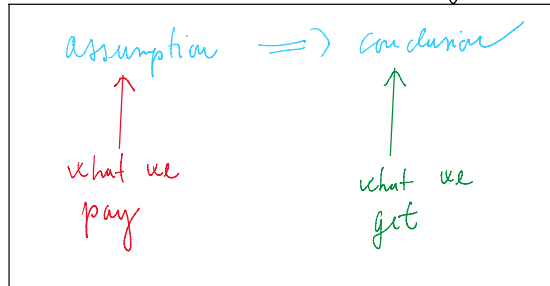 assumption ⟹ conclusion
what we what we
pay get